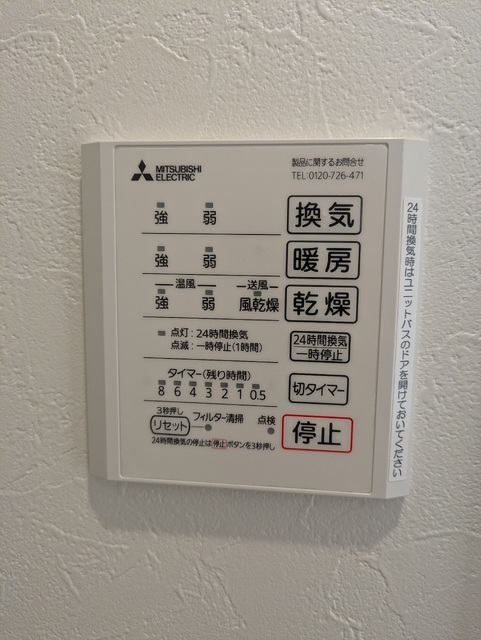 MITSUBISHI
ELECTRIC
製品に関するお問合せ
TEL:0120-726-471
強 弱 換気
強 弱 暖房
温風 送風
強 弱 風乾燥 乾燥
点灯:24時間換気
点滅:一時停止(1時間)
24時間換気
一時停止
タイマー(残り時間)
8 6 4 3 2 1 0.5
切タイマー
3秒押し
リセット フィルター清掃 点検
停止
24時間換気の停止は停止ボタンを3秒押し
24時間換気時はユニットバスのドアを開けておいてください